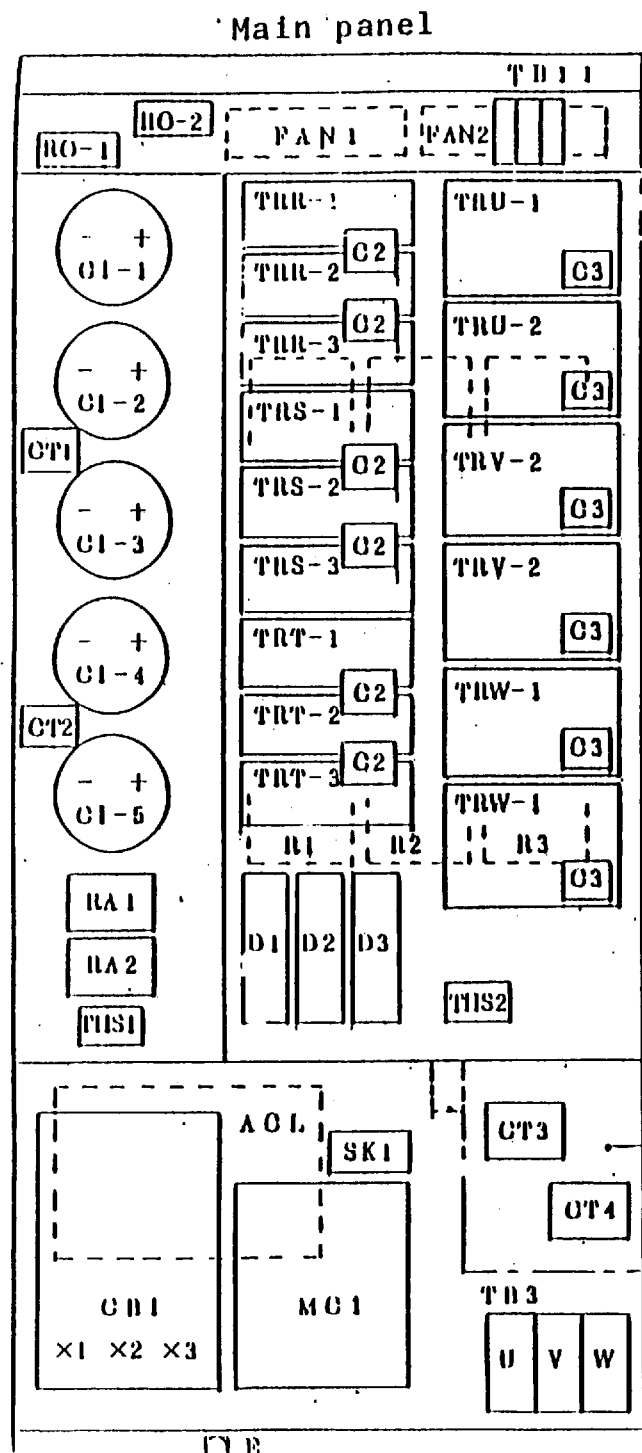 Main panel
TB11
RO-2
RO-1
FAN1
FAN2
TRR-1
TRU-1
- +
C1-1
C2
C3
TRR-2
C2
TRU-2
TRR-3
- +
C1-2
C3
TRS-1
CT1
C2
TRV-2
TRS-2
- +
C1-3
C2
C3
TRS-3
TRV-2
TRT-1
C3
- +
C1-4
C2
TRW-1
TRT-2
CT2
C2
C3
TRT-3
- +
C1-5
TRW-1
R1
R2
R3
C3
RA1
D1
D2
D3
RA2
THS1
THS2
ACL
SK1
CT3
CT4
CB1
MC1
TB3
×1 ×2 ×3
U
V
W
E